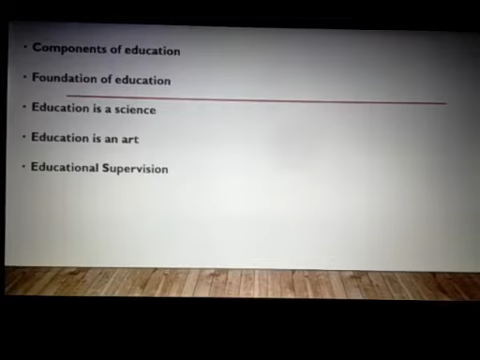 • Components of education
• Foundation of education
• Education is a science
• Education is an art
• Educational Supervision